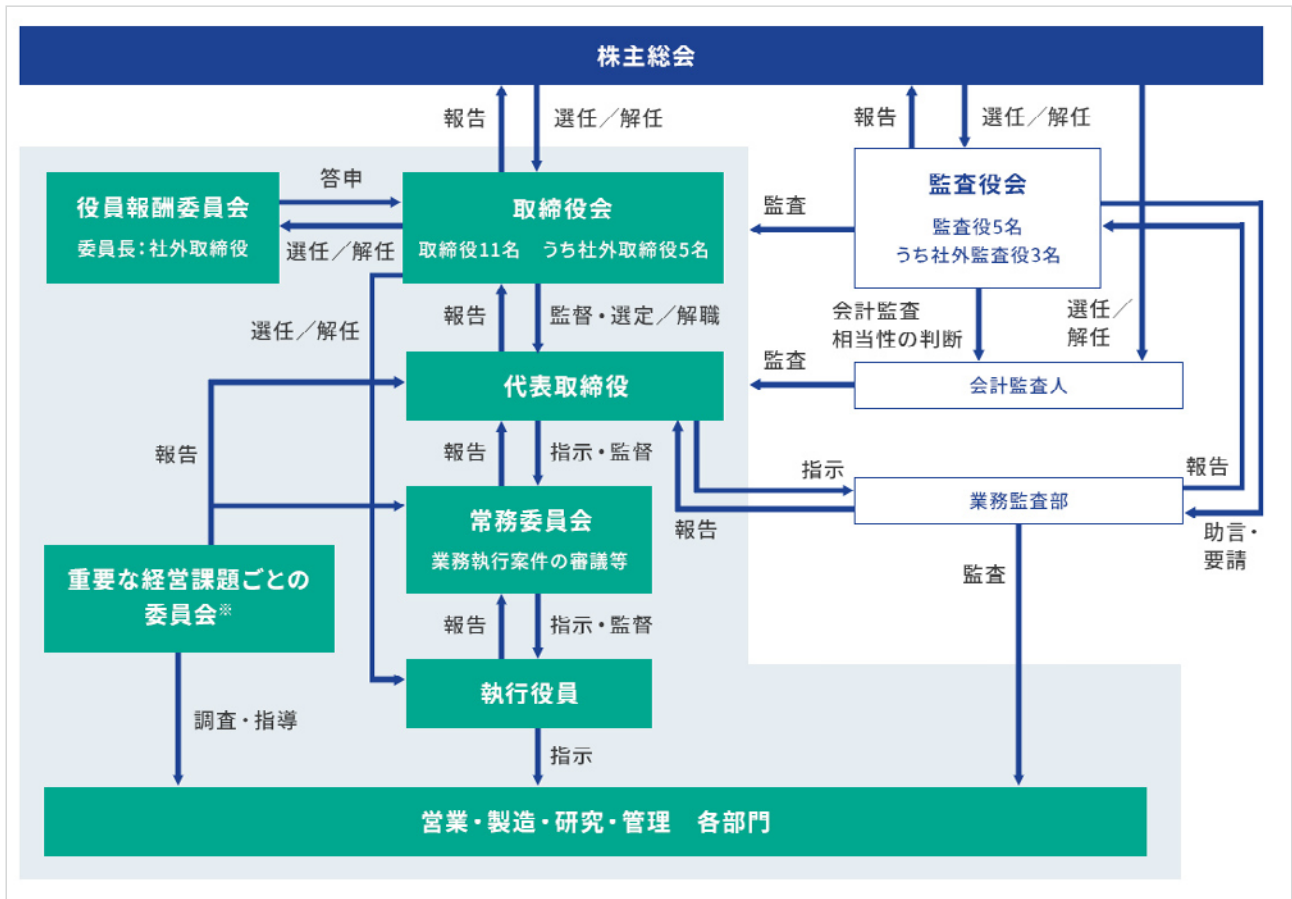 株主総会
報告
選任／解任
報告
選任／解任
役員報酬委員会
委員長：社外取締役
答申
選任／解任
取締役会
取締役11名　うち社外取締役5名
監査
監査役会
監査役5名
うち社外監査役3名
選任／解任
報告
監督・選定／解職
会計監査
相当性の判断
選任／
解任
代表取締役
監査
会計監査人
報告
報告
指示・監督
指示
報告
業務監査部
報告
助言・
要請
常務委員会
業務執行案件の審議等
重要な経営課題ごとの
委員会※
監査
報告
指示・監督
執行役員
調査・指導
指示
営業・製造・研究・管理　各部門